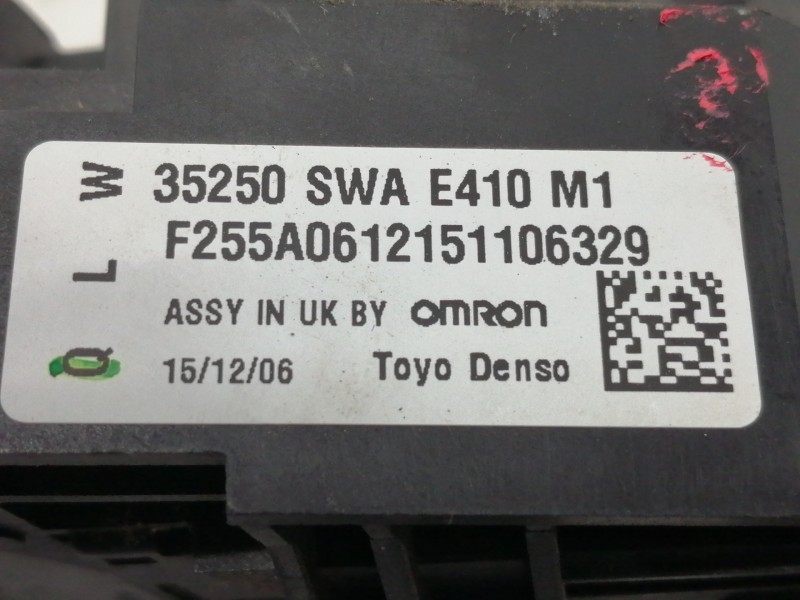 35250 SWA E410 M1
F255A0612151106329
ASSY IN UK BY OMRON
15/12/06 Toyo Denso
Q L W